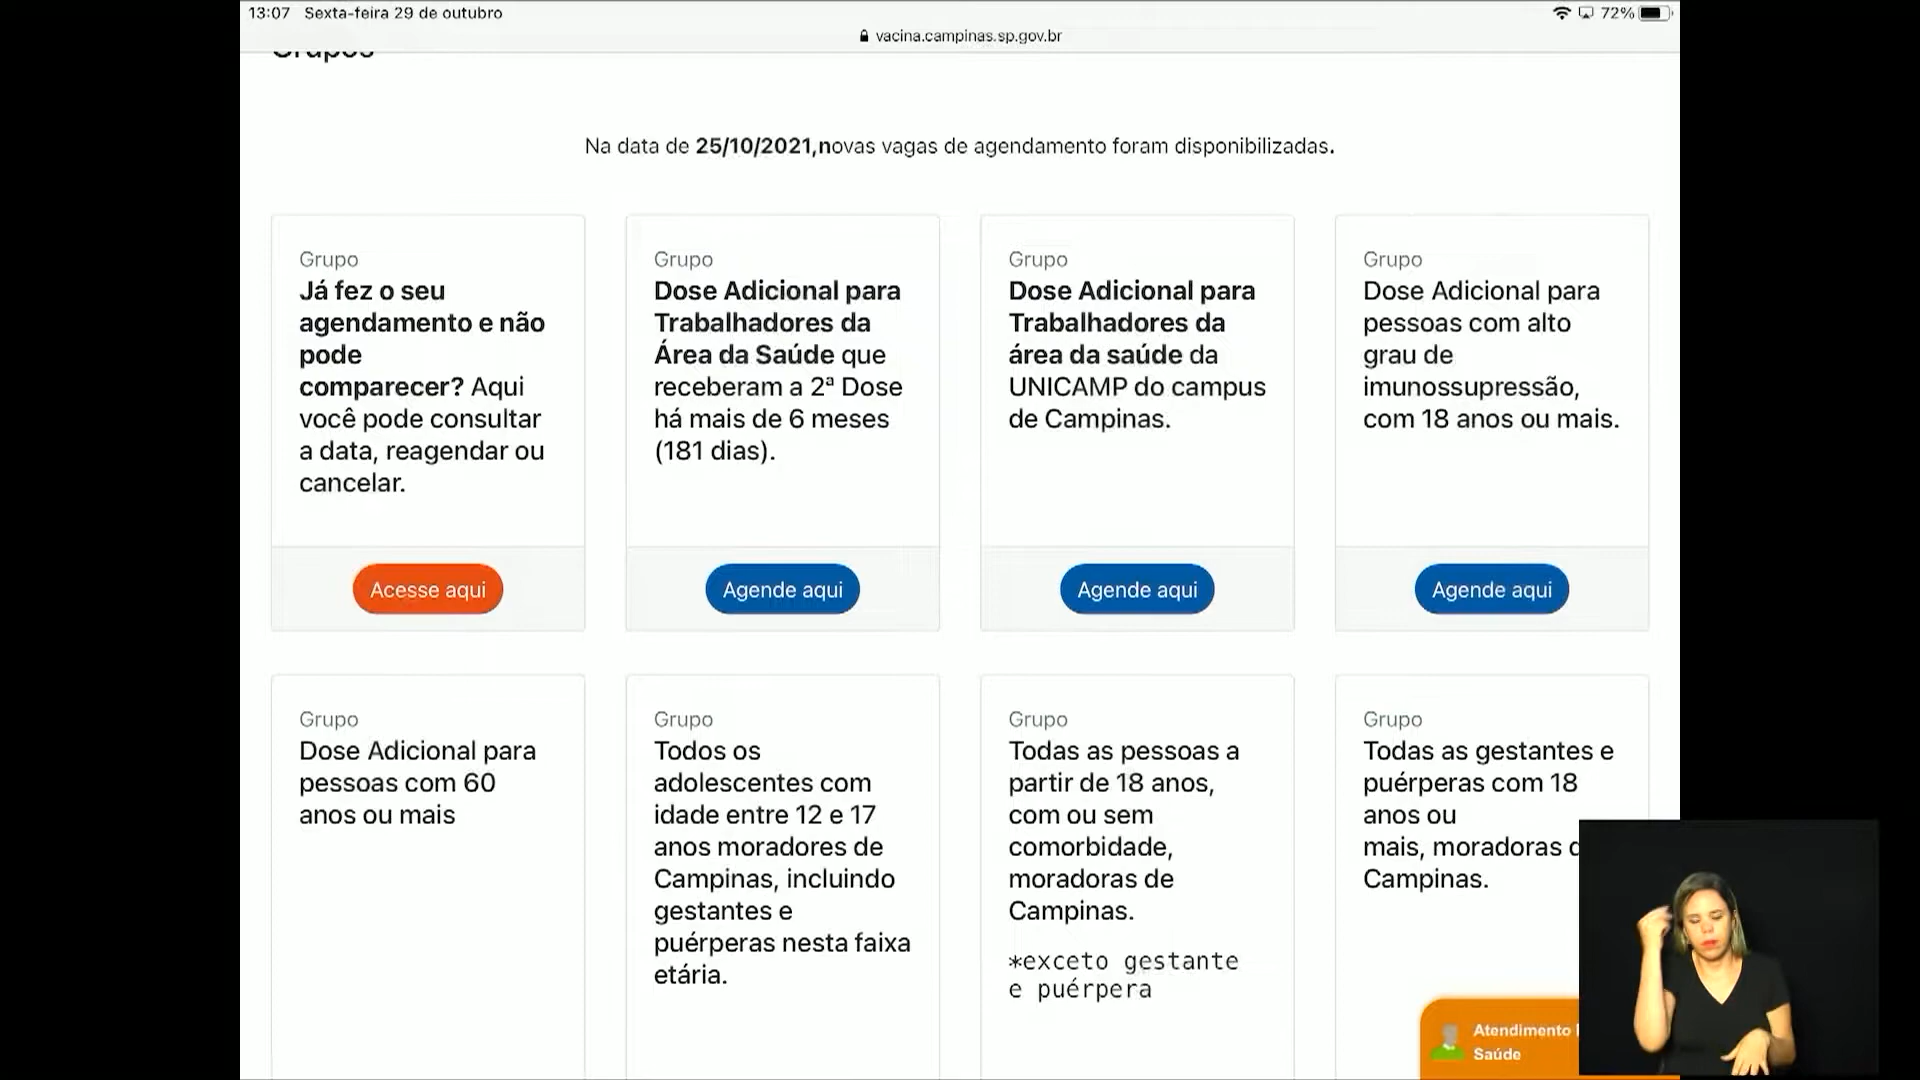 13:07 Sexta-feira 29 de outubro
72%
vacina.campinas.sp.gov.br
Grupos
Na data de 25/10/2021,novas vagas de agendamento foram disponibilizadas.
Grupo
Já fez o seu
agendamento e não
pode
comparecer? Aqui
você pode consultar
a data, reagendar ou
cancelar.
Acesse aqui
Grupo
Dose Adicional para
Trabalhadores da
Área da Saúde que
receberam a 2ª Dose
há mais de 6 meses
(181 dias).
Agende aqui
Grupo
Dose Adicional para
Trabalhadores da
área da saúde da
UNICAMP do campus
de Campinas.
Agende aqui
Grupo
Dose Adicional para
pessoas com alto
grau de
imunossupressão,
com 18 anos ou mais.
Agende aqui
Grupo
Dose Adicional para
pessoas com 60
anos ou mais
Grupo
Todos os
adolescentes com
idade entre 12 e 17
anos moradores de
Campinas, incluindo
gestantes e
puérperas nesta faixa
etária.
Grupo
Todas as pessoas a
partir de 18 anos,
com ou sem
comorbidade,
moradoras de
Campinas.
*exceto gestante
e puérpera
Grupo
Todas as gestantes e
puérperas com 18
anos ou
mais, moradoras
Campinas.
Atendimento
Saúde